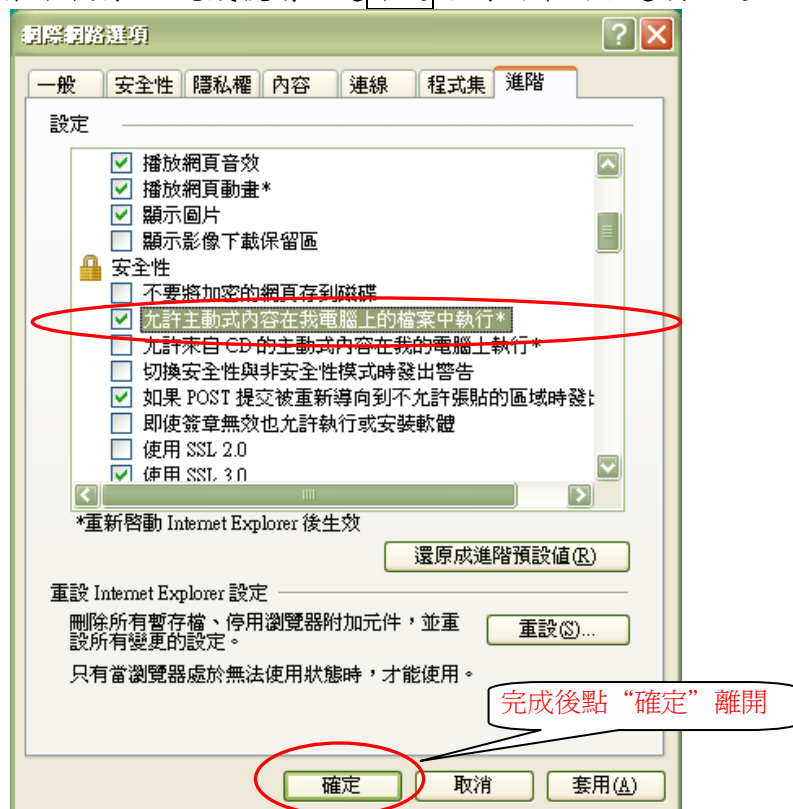 網際網路選項
一般 安全性 隱私權 內容 連線 程式集 進階
設定
播放網頁音效
播放網頁動畫*
顯示圖片
顯示影像下載保留區
安全性
不要將加密的網頁存到磁碟
允許主動式內容在我電腦上的檔案中執行*
允許來自 CD 的主動式內容在我的電腦上執行*
切換安全性與非安全性模式時發出警告
如果 POST 提交被重新導向到不允許張貼的區域時發
即使簽章無效也允許執行或安裝軟體
使用 SSL 2.0
使用 SSL 3.0
*重新啟動 Internet Explorer 後生效
還原成進階預設值(R)
重設 Internet Explorer 設定
刪除所有暫存檔、停用瀏覽器附加元件，並重
設所有變更的設定。
重設(S)...
只有當瀏覽器處於無法使用狀態時，才能使用。
完成後點“確定”離開
確定 取消 套用(A)